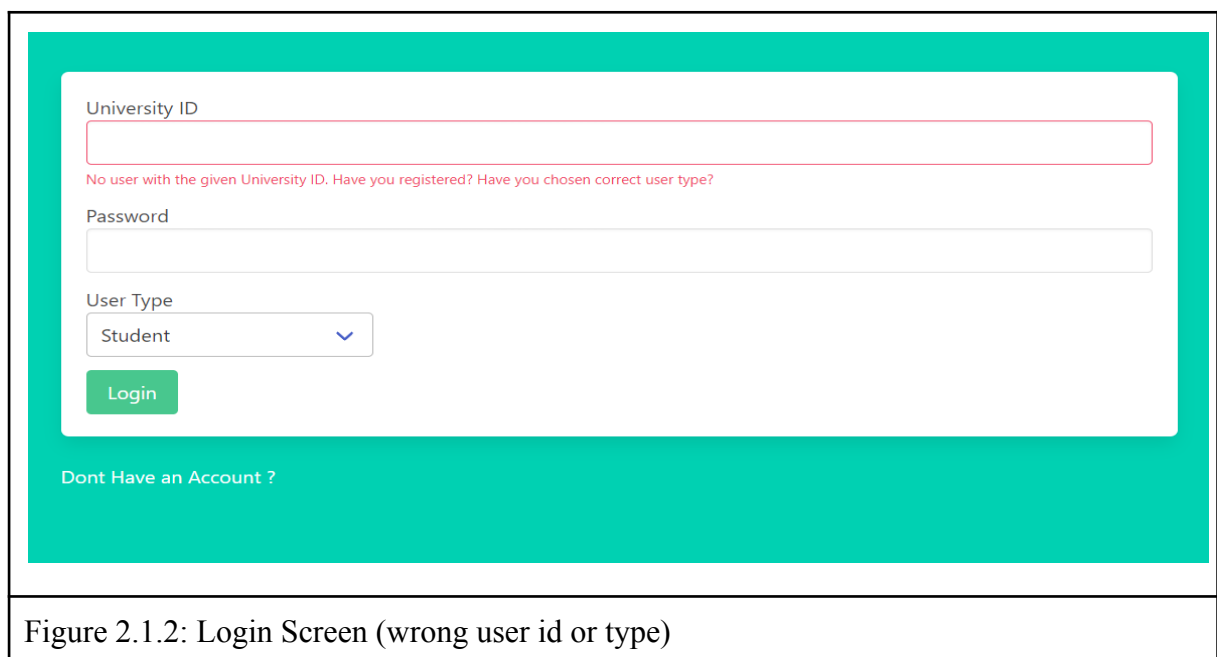 University ID
No user with the given University ID. Have you registered? Have you chosen correct user type?
Password
User Type
Student
Login
Dont Have an Account ?
Figure 2.1.2: Login Screen (wrong user id or type)